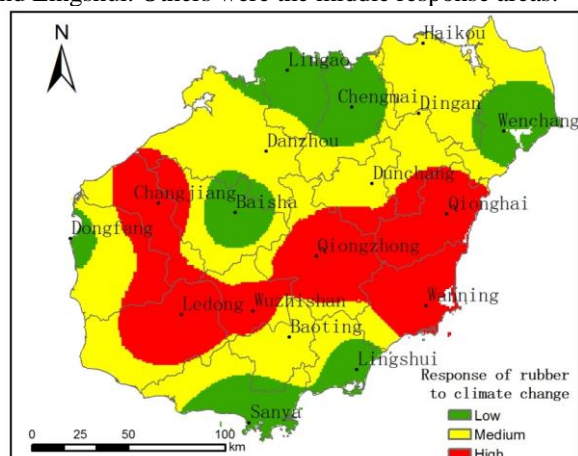 nd Lingshui. Others were the middle response areas.
N
Haikou
Lingao
Chengmai
Dingan
Wenchang
Danzhou
Dunchang
Changjiang
Baisha
Qionghai
Dongfang
Qiongzhong
Ledong
Wuzhishan
Wanning
Baoting
Lingshui
Sanya
Response of rubber
to climate change
Low
Medium
High
0 25 50 100
km